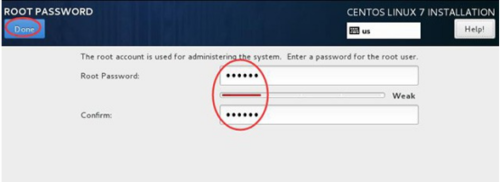 ROOT PASSWORD
CENTOS LINUX 7 INSTALLATION
Done
us
Help!
The root account is used for administering the system. Enter a password for the root user.
Root Password:
••••••
Weak
Confirm:
••••••